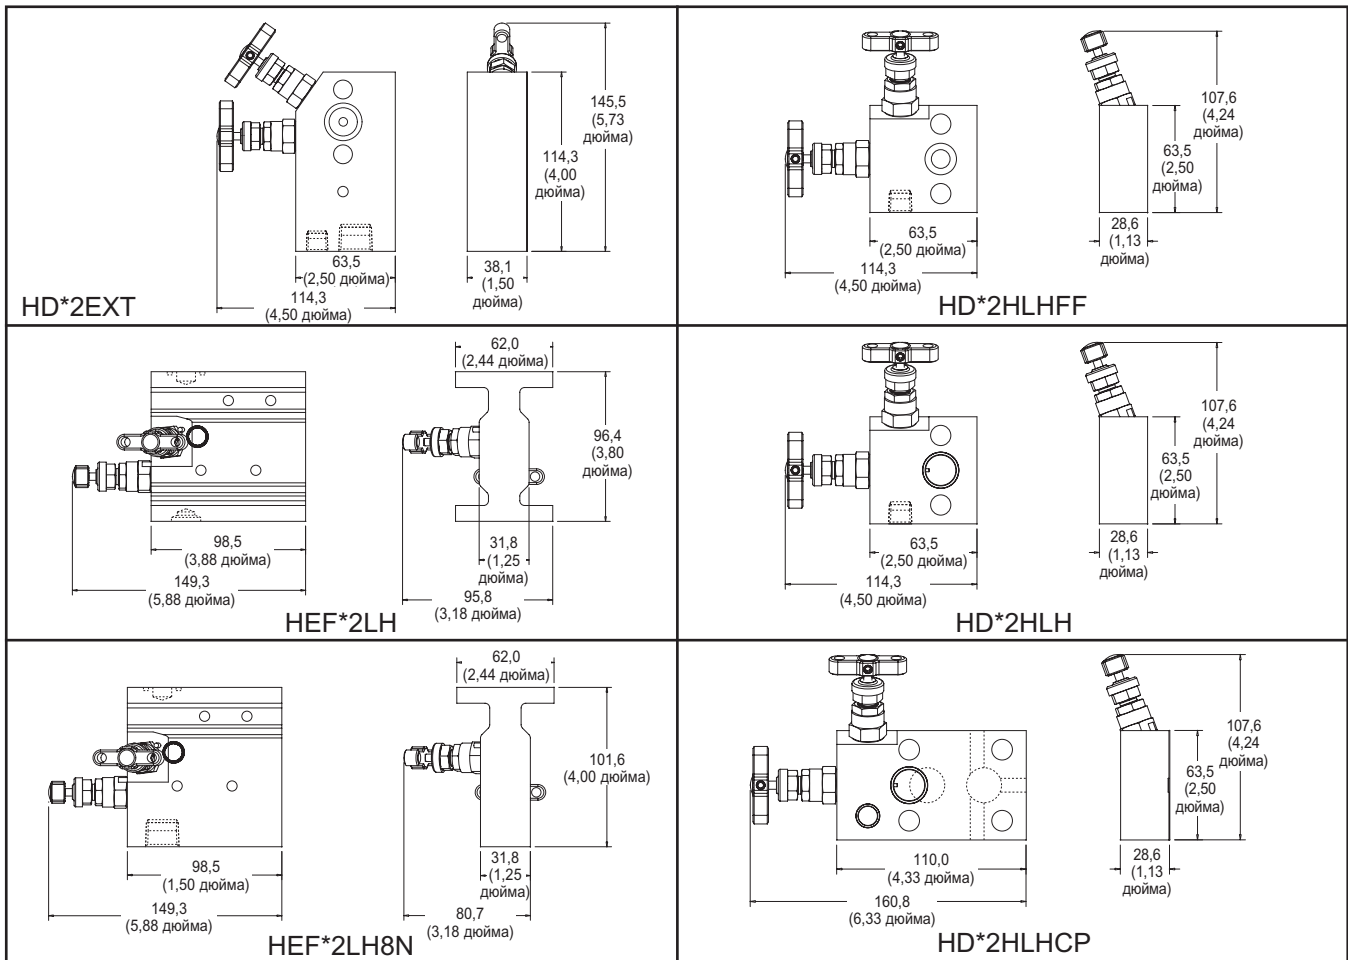 145,5
(5,73
дюйма)
114,3
(4,00
дюйма)
63,5
(2,50 дюйма)
114,3
(4,50 дюйма)
38,1
(1,50
дюйма)
HD*2EXT
107,6
(4,24
дюйма)
63,5
(2,50
дюйма)
63,5
(2,50 дюйма)
114,3
(4,50 дюйма)
28,6
(1,13
дюйма)
HD*2HLHFF
62,0
(2,44 дюйма)
96,4
(3,80
дюйма)
98,5
(3,88 дюйма)
149,3
(5,88 дюйма)
31,8
(1,25
дюйма)
95,8
(3,18 дюйма)
HEF*2LH
107,6
(4,24
дюйма)
63,5
(2,50
дюйма)
63,5
(2,50 дюйма)
114,3
(4,50 дюйма)
28,6
(1,13
дюйма)
HD*2HLH
62,0
(2,44 дюйма)
101,6
(4,00 дюйма)
98,5
(1,50 дюйма)
149,3
(5,88 дюйма)
31,8
(1,25
дюйма)
80,7
(3,18 дюйма)
HEF*2LH8N
107,6
(4,24
дюйма)
63,5
(2,50
дюйма)
110,0
(4,33 дюйма)
160,8
(6,33 дюйма)
28,6
(1,13
дюйма)
HD*2HLHCP